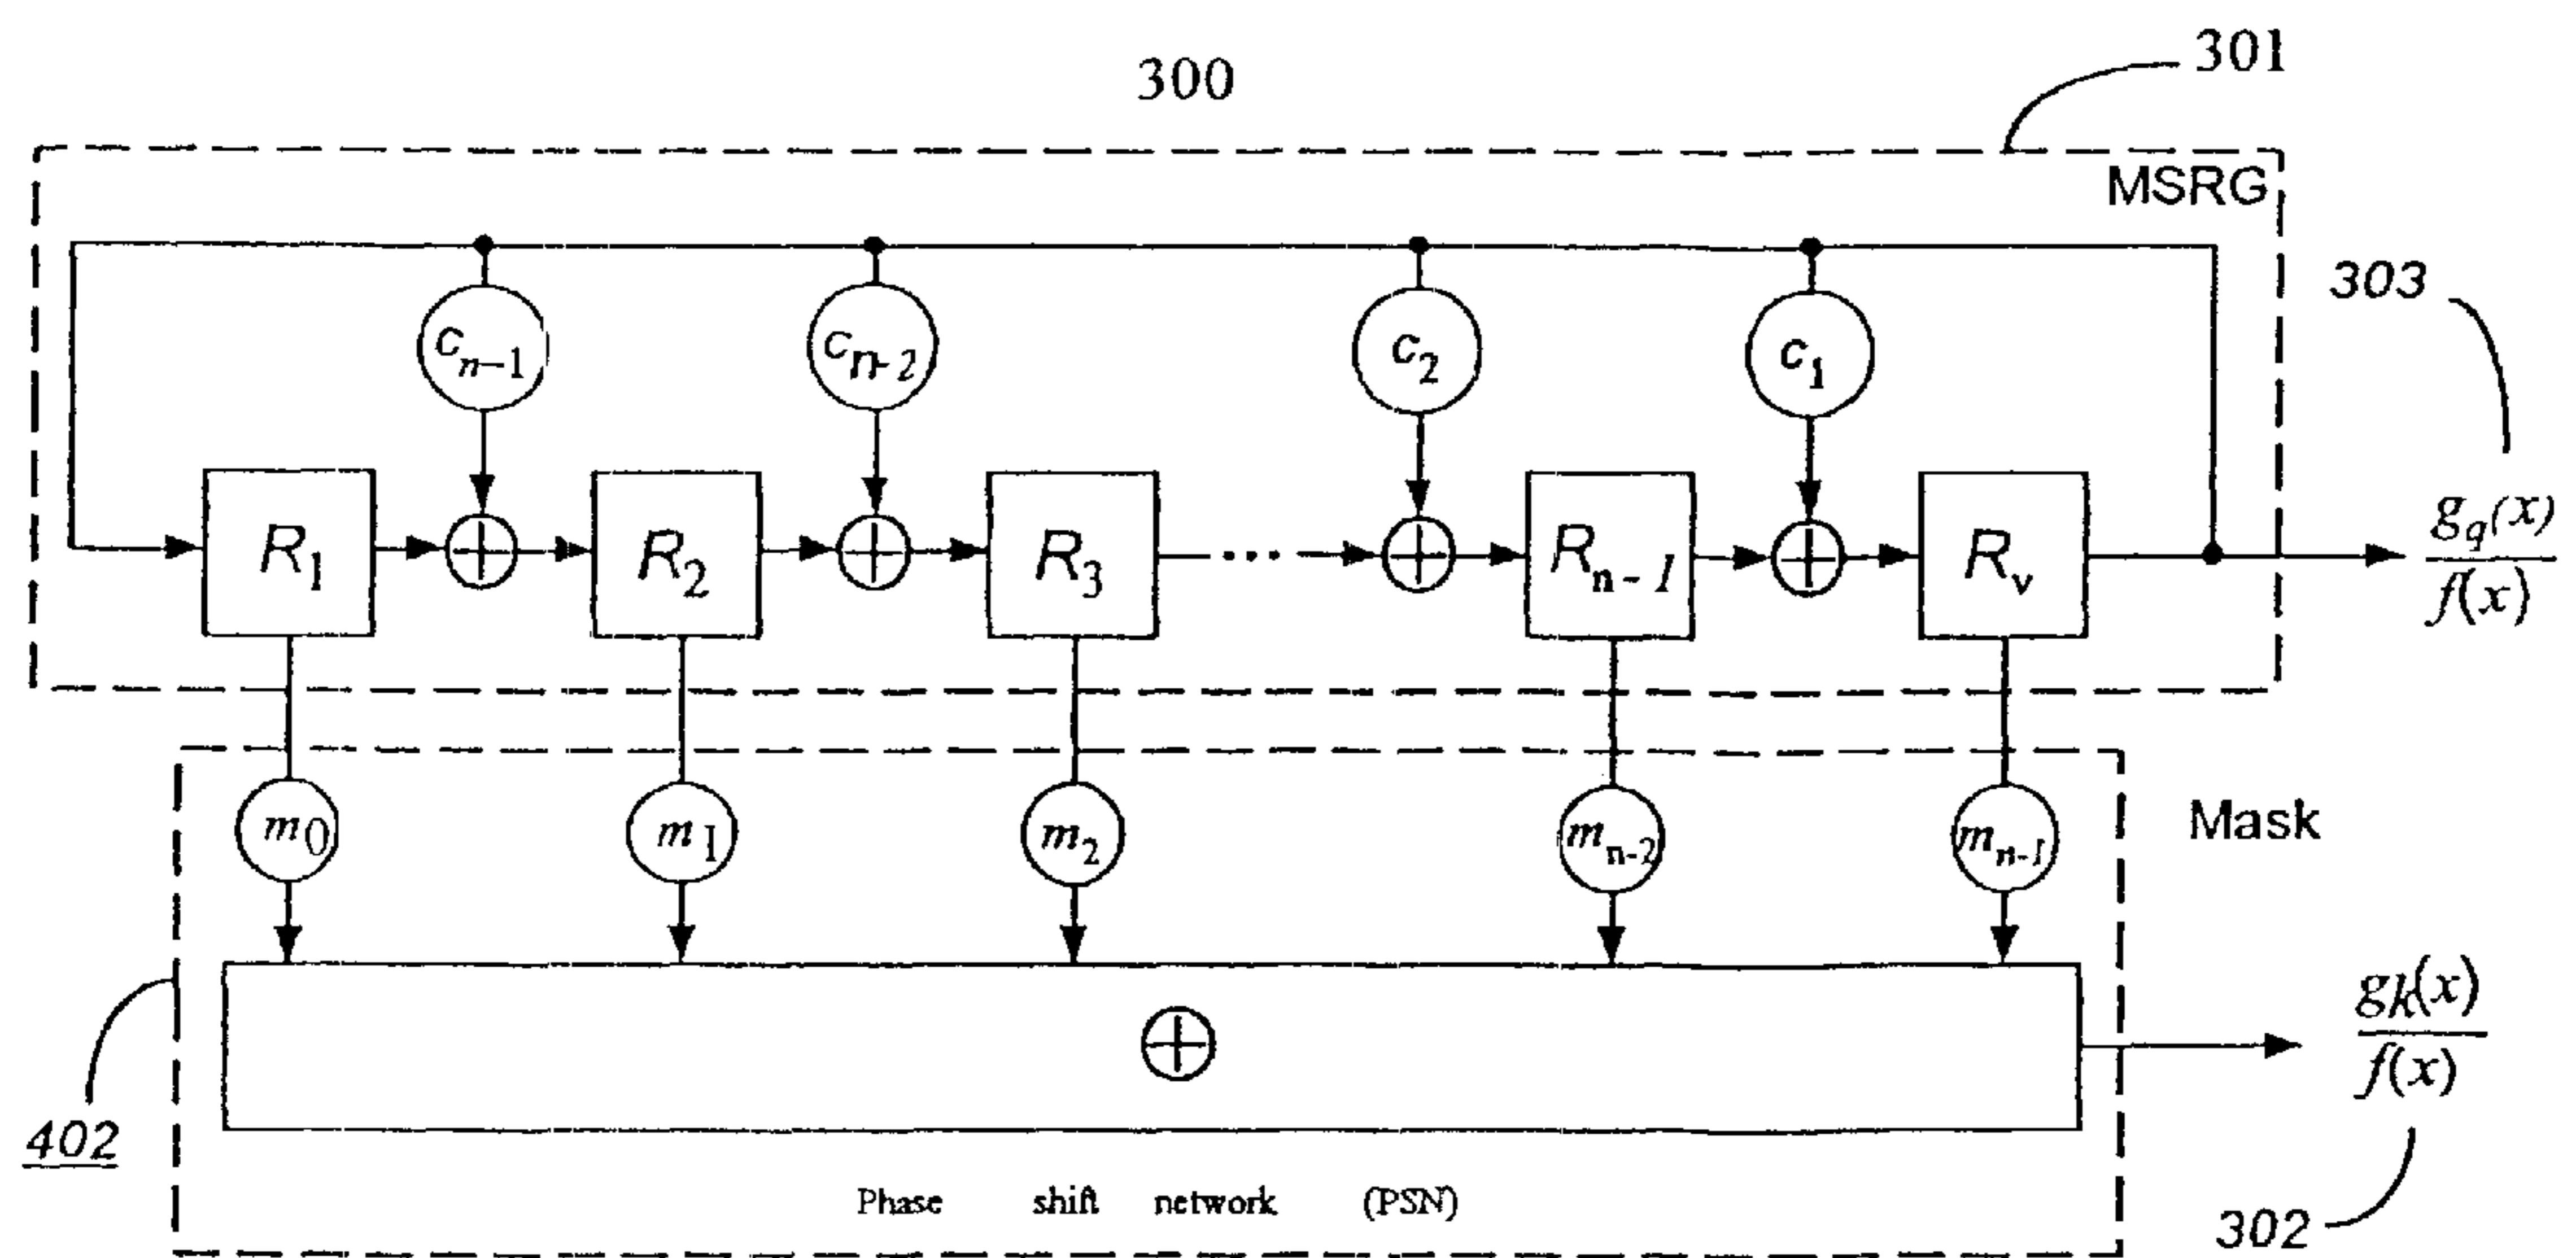 300
301
MSRG
303
c_{n-1}
c_{n-2}
c_2
c_1
R_1
R_2
R_3
...
R_{n-1}
R_v
g_q(x)
f(x)
m_0
m_1
m_2
m_{n-2}
m_{n-1}
Mask
gk(x)
f(x)
402
Phase shift network (PSN)
302